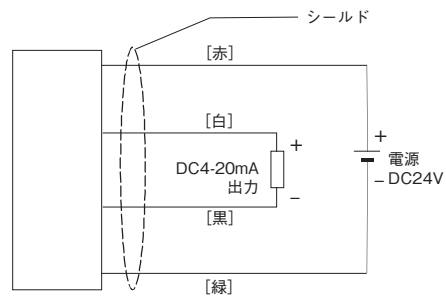 シールド
[赤]
[白]
+
DC4-20mA
出力
−
[黒]
+
電源
− DC24V
[緑]